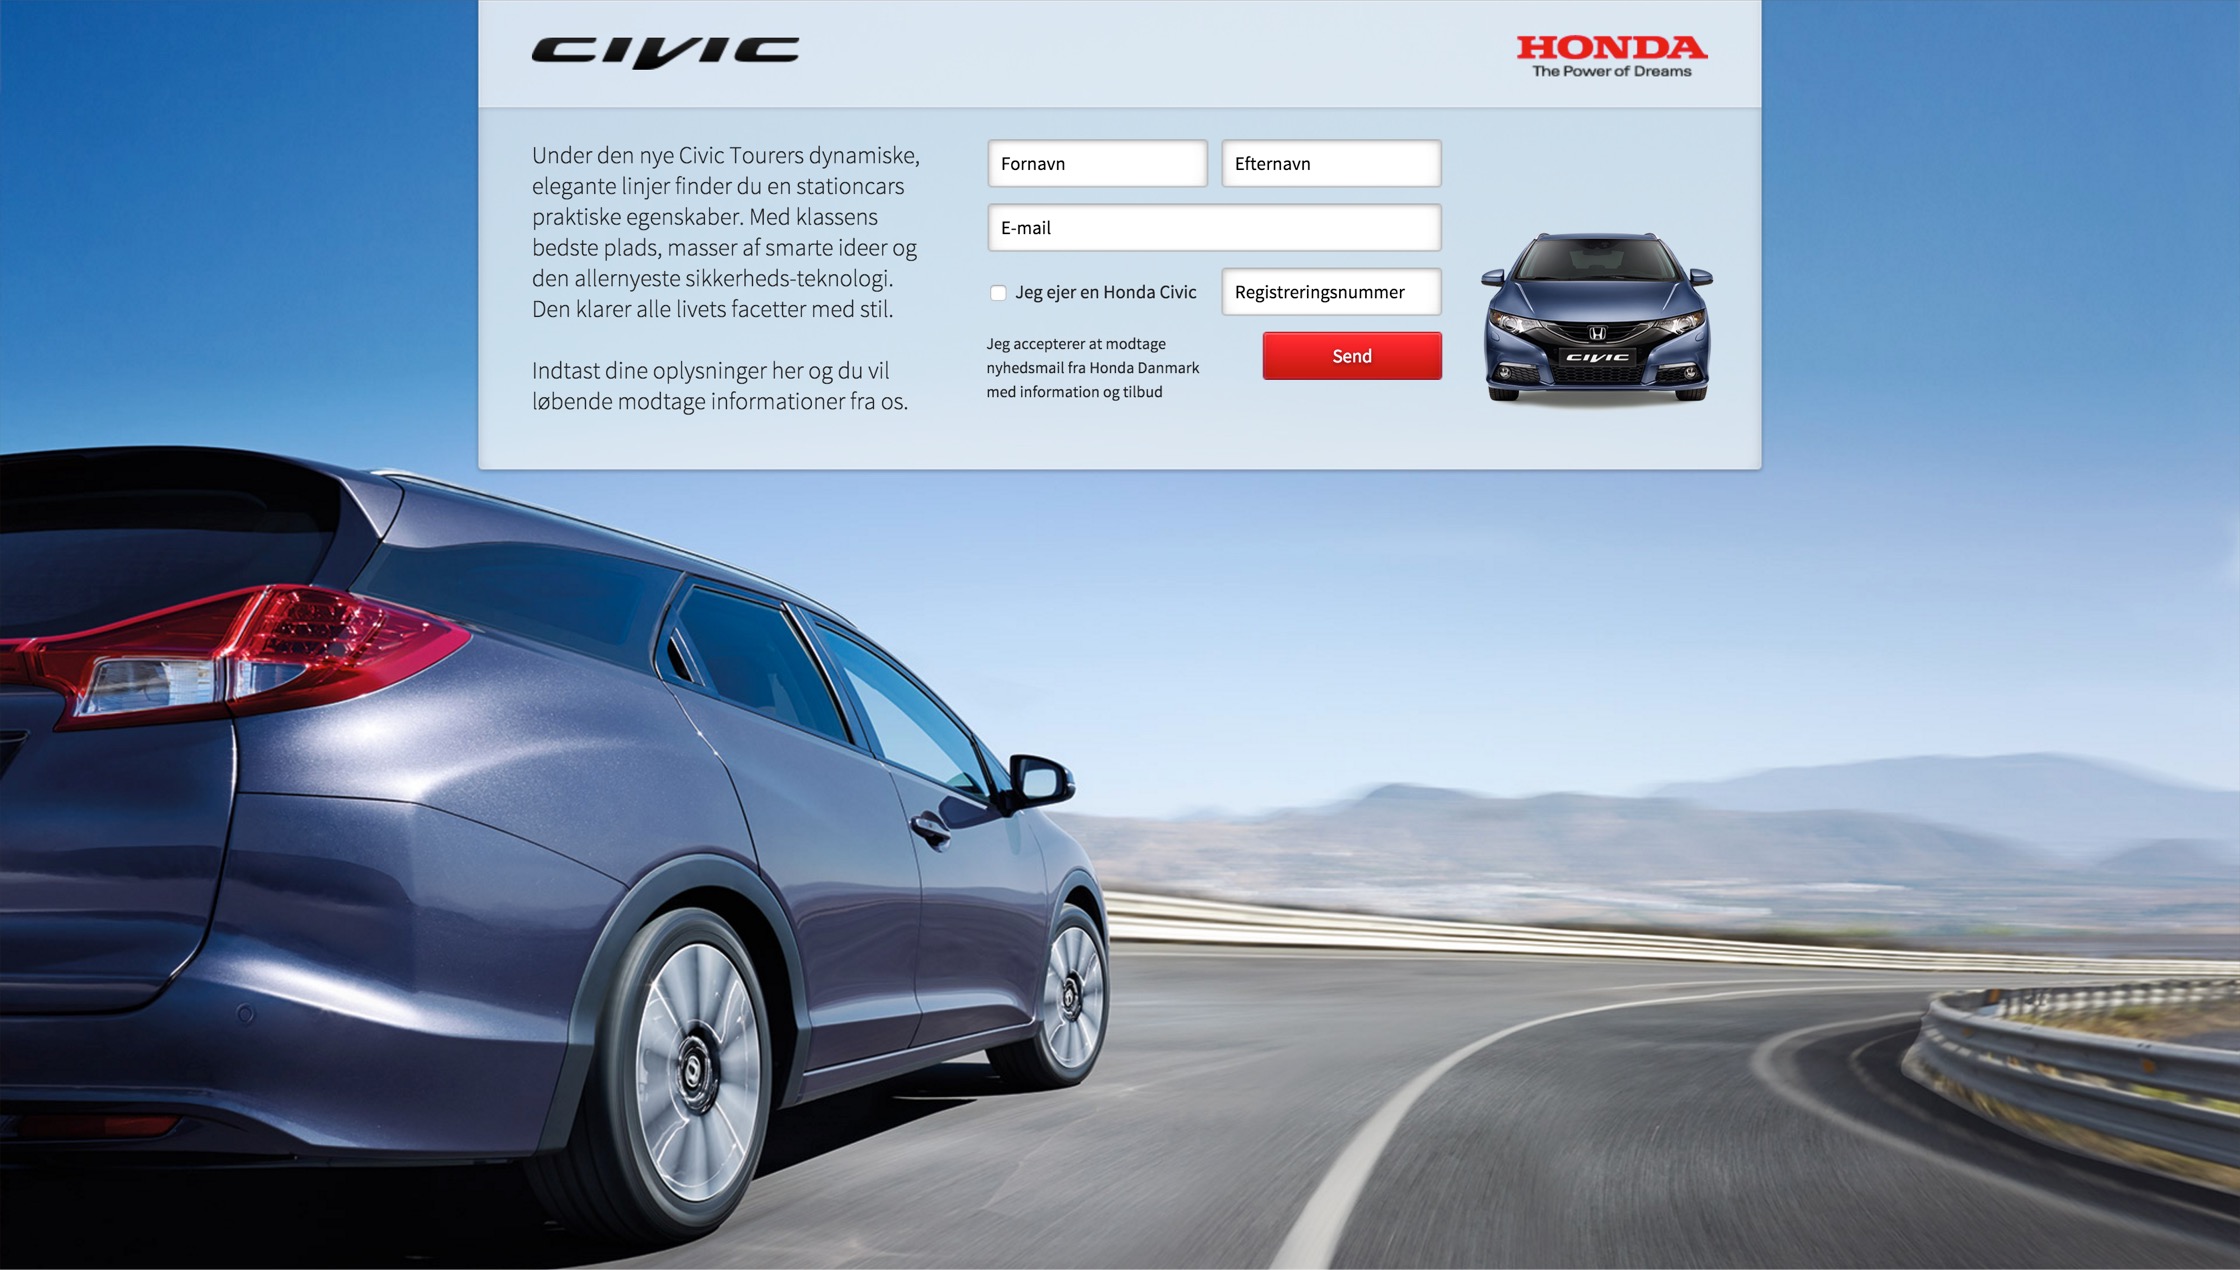 CIVIC
HONDA
The Power of Dreams
Under den nye Civic Tourers dynamiske,
elegante linjer finder du en stationcars
praktiske egenskaber. Med klassens
bedste plads, masser af smarte ideer og
den allernyeste sikkerheds-teknologi.
Den klarer alle livets facetter med stil.
Indtast dine oplysninger her og du vil
løbende modtage informationer fra os.
Fornavn
Efternavn
E-mail
Jeg ejer en Honda Civic
Registreringsnummer
Jeg accepterer at modtage
nyhedsmail fra Honda Danmark
med information og tilbud
Send
CIVIC